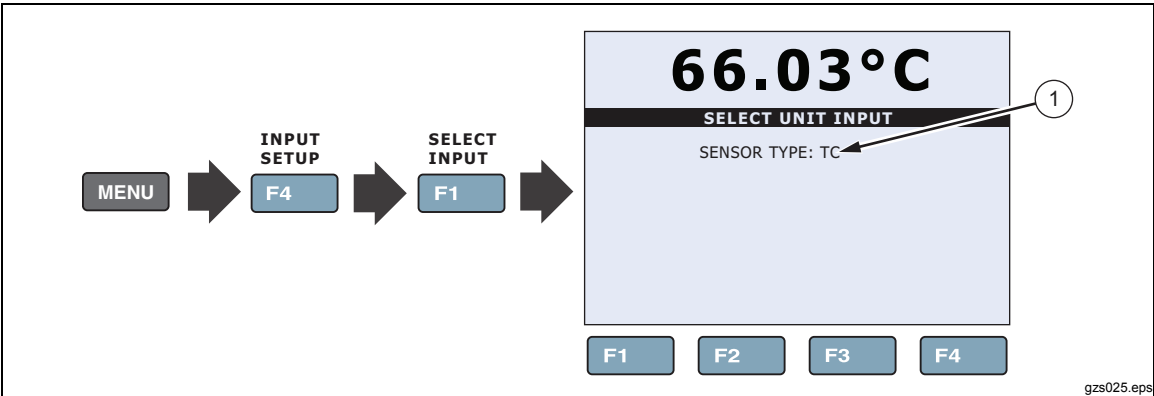 MENU
INPUT
SETUP
F4
SELECT
INPUT
F1
66.03°C
SELECT UNIT INPUT
SENSOR TYPE: TC
1
F1
F2
F3
F4
gzs025.eps